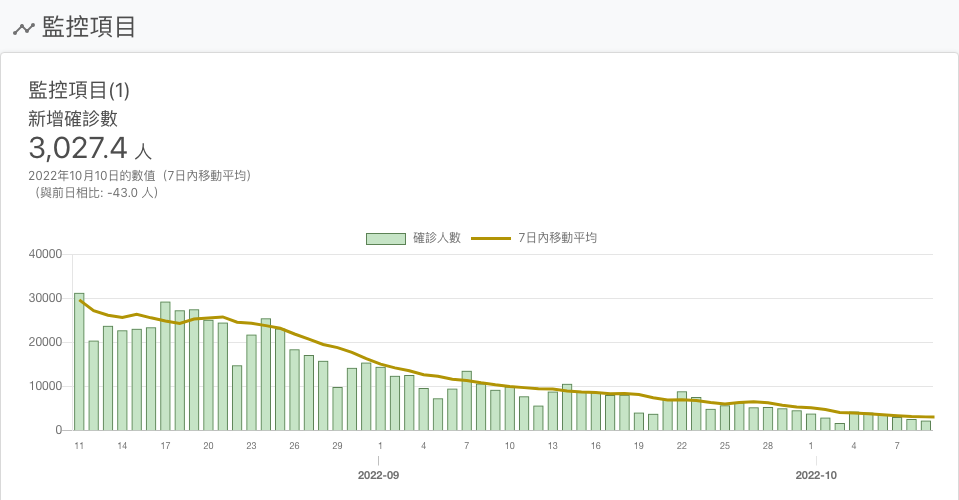 監控項目
監控項目(1)
新增確診數
3,027.4 人
2022年10月10日的數值（7日內移動平均）
（與前日相比: -43.0 人）
確診人數 7日內移動平均
40000
30000
20000
10000
0
11 14 17 20 23 26 29 1 4 7 10 13 16 19 22 25 28 1 4 7
2022-09 2022-10